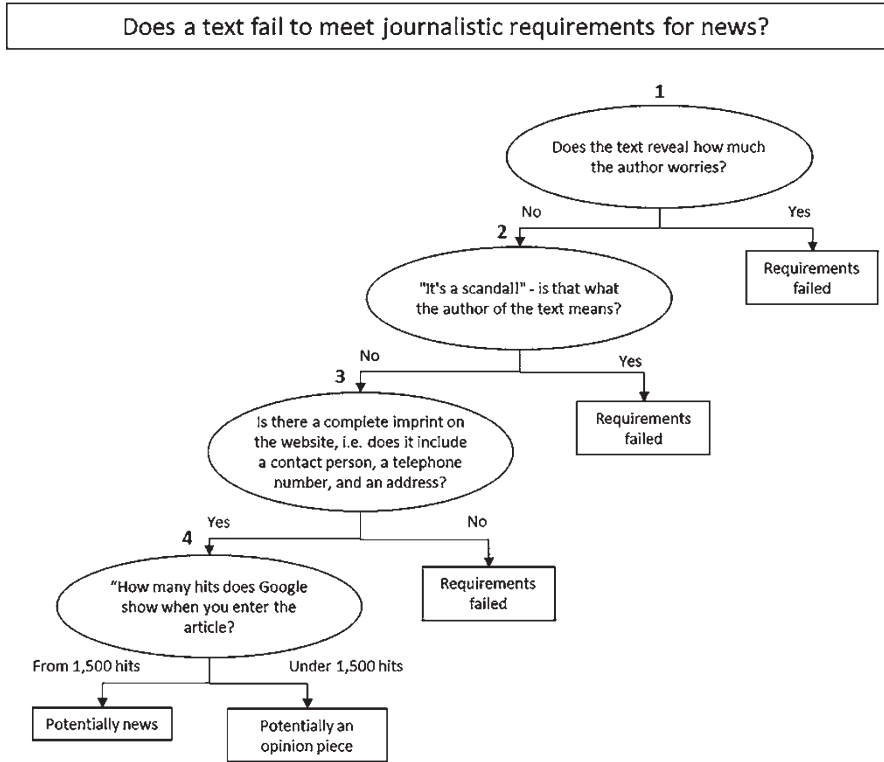 Does a text fail to meet journalistic requirements for news?
1
Does the text reveal how much
the author worries?
No
Yes
2
"It's a scandal!" - is that what
the author of the text means?
Requirements
failed
No
Yes
3
Is there a complete imprint on
the website, i.e. does it include
a contact person, a telephone
number, and an address?
Requirements
failed
Yes
No
4
“How many hits does Google
show when you enter the
article?
Requirements
failed
From 1,500 hits
Under 1,500 hits
Potentially news
Potentially an
opinion piece